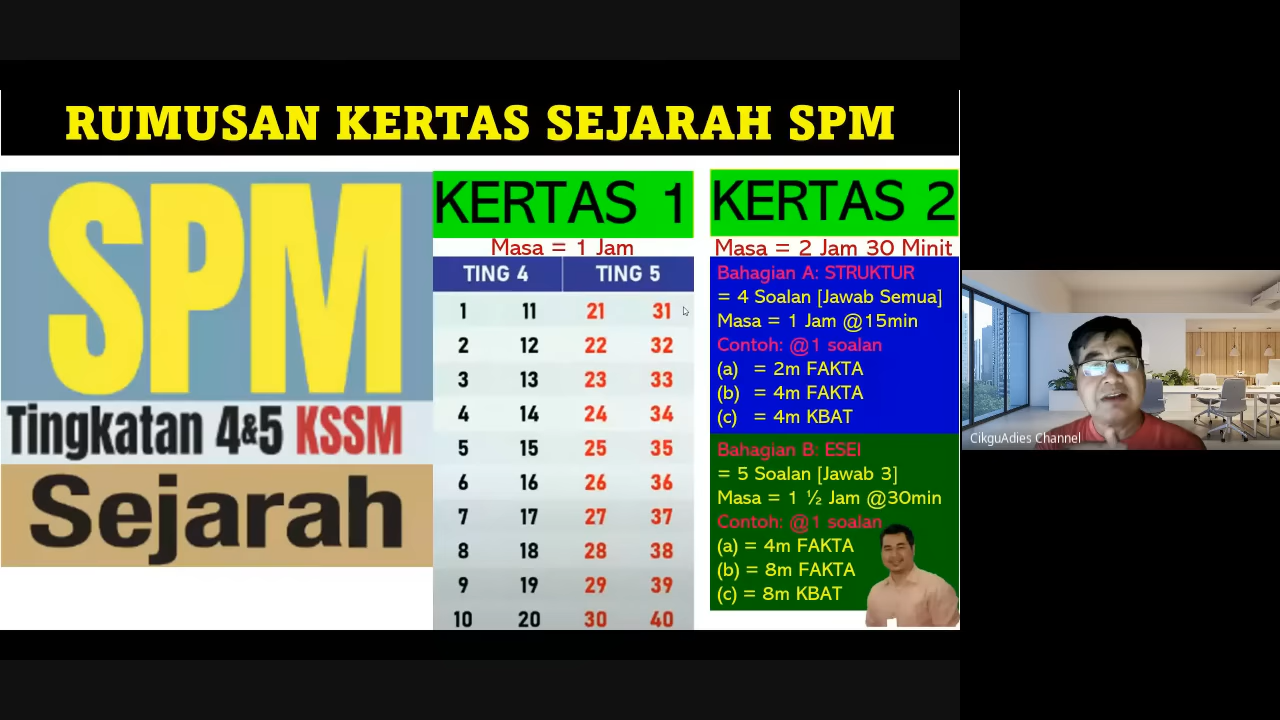 RUMUSAN KERTAS SEJARAH SPM
SPM
Tingkatan 4&5 KSSM
Sejarah
KERTAS 1
Masa = 1 Jam
TING 4 TING 5
1 11 21 31
2 12 22 32
3 13 23 33
4 14 24 34
5 15 25 35
6 16 26 36
7 17 27 37
8 18 28 38
9 19 29 39
10 20 30 40
KERTAS 2
Masa = 2 Jam 30 Minit
Bahagian A: STRUKTUR
= 4 Soalan [Jawab Semua]
Masa = 1 Jam @15min
Contoh: @1 soalan
(a) = 2m FAKTA
(b) = 4m FAKTA
(c) = 4m KBAT
Bahagian B: ESEI
= 5 Soalan [Jawab 3]
Masa = 1 ½ Jam @30min
Contoh: @1 soalan
(a) = 4m FAKTA
(b) = 8m FAKTA
(c) = 8m KBAT
CikguAdies Channel